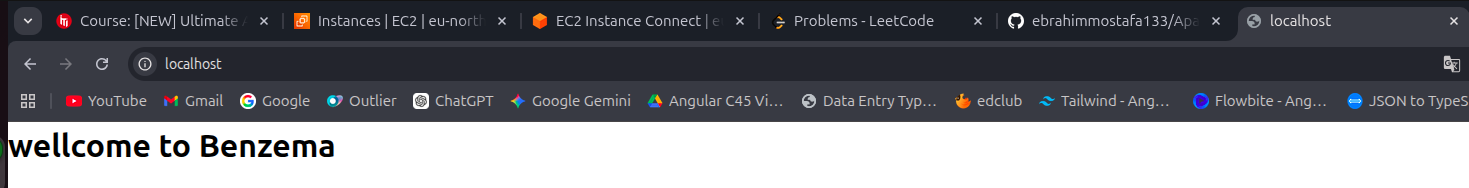 Course: [NEW] Ultimate A
Instances | EC2 | eu-north
EC2 Instance Connect | e
Problems - LeetCode
ebrahimmostafa133/Apa
localhost
localhost
YouTube
Gmail
Google
Outlier
ChatGPT
Google Gemini
Angular C45 Vi...
Data Entry Typ...
edclub
Tailwind - Ang...
Flowbite - Ang...
JSON to TypeS
wellcome to Benzema